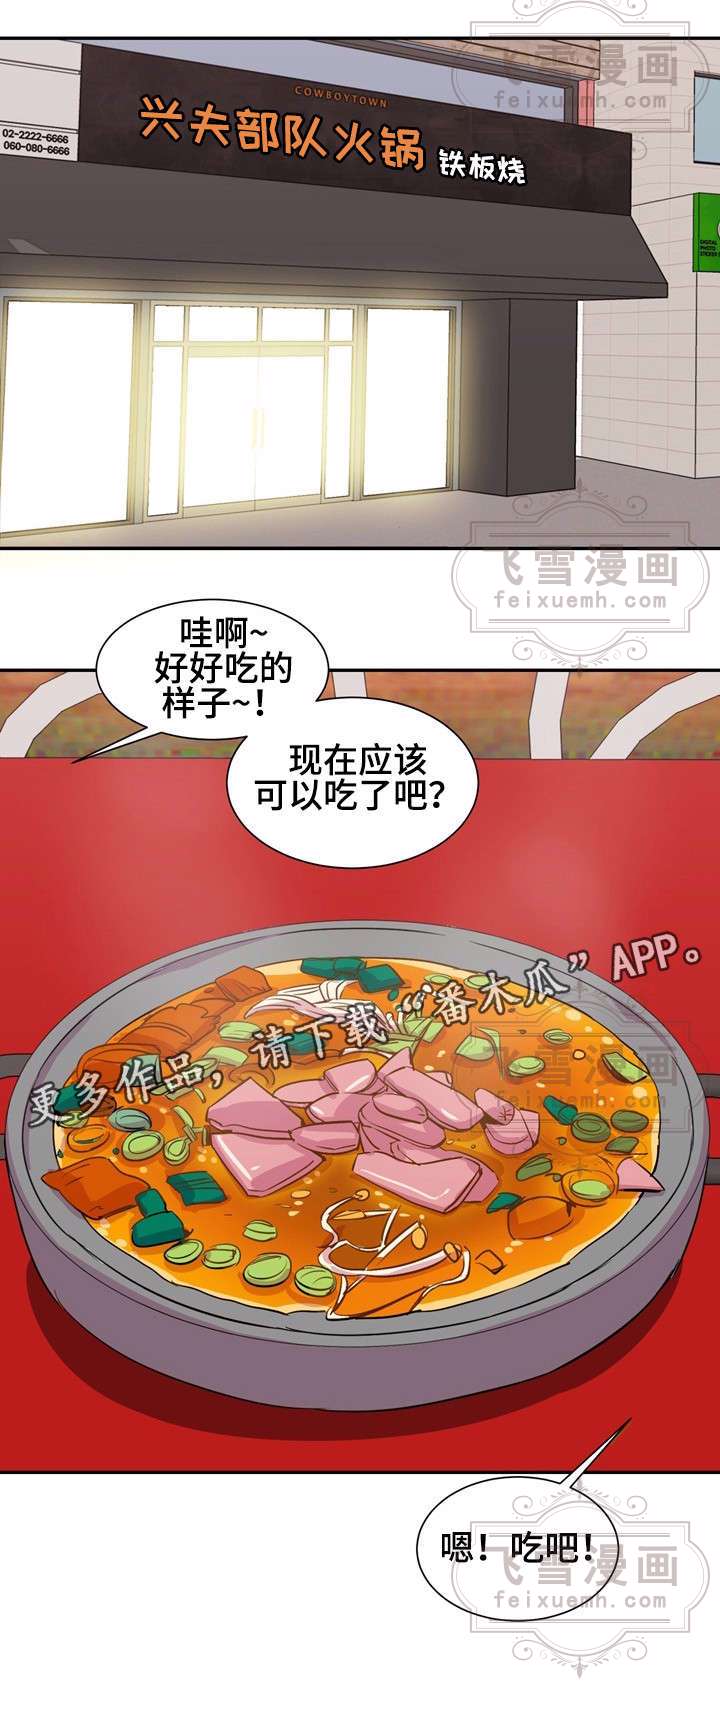 飞雪漫画
feixuemh.com
COWBOYTOWN
兴夫部队火锅 铁板烧
02-2222-6666
060-080-6666
DIGITAL
PHOTO
STICKER
飞雪漫画
feixuemh.com
哇啊~
好好吃的
样子~！
现在应该
可以吃了吧？
更多作品，请下载“番木瓜”APP。
飞雪漫画
feixuemh.com
嗯！吃吧！
飞雪漫画
feixuemh.com